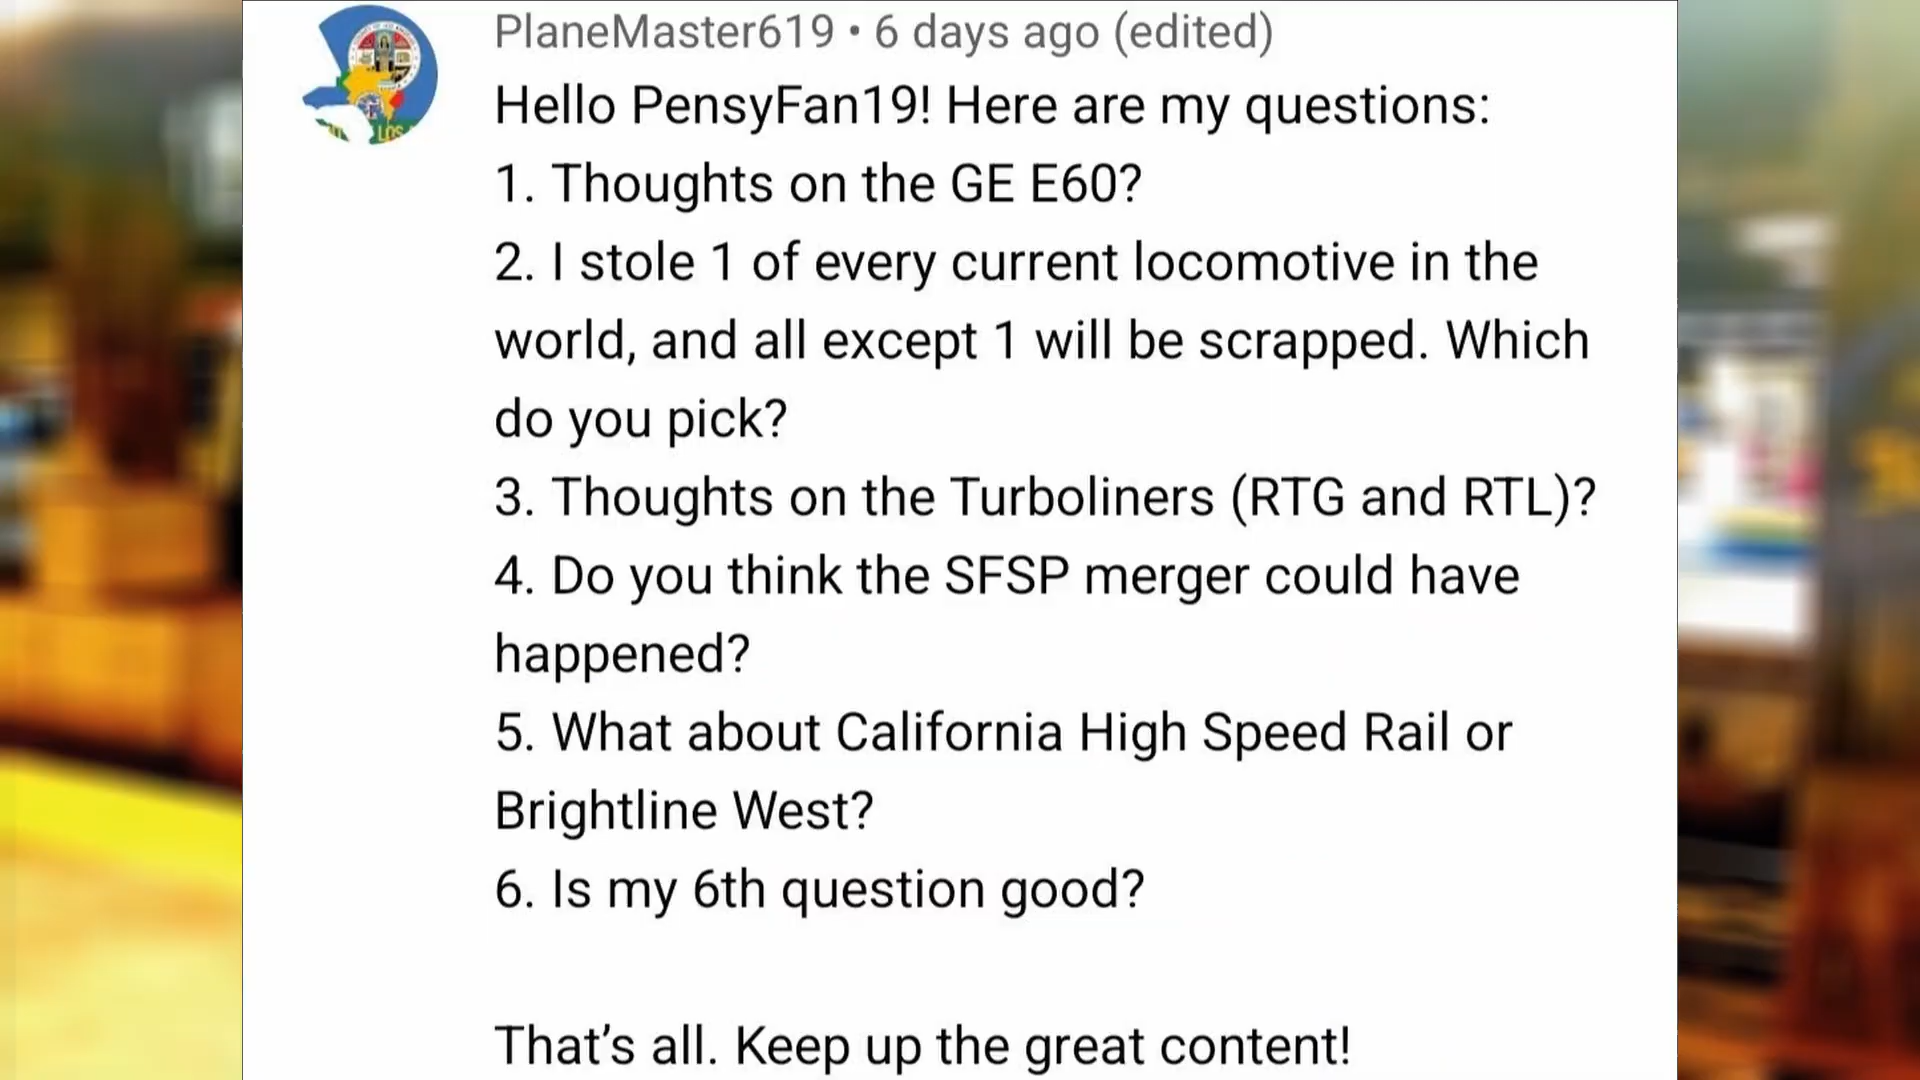 PlaneMaster619 • 6 days ago (edited)
Hello PensyFan19! Here are my questions:
1. Thoughts on the GE E60?
2. I stole 1 of every current locomotive in the
world, and all except 1 will be scrapped. Which
do you pick?
3. Thoughts on the Turboliners (RTG and RTL)?
4. Do you think the SFSP merger could have
happened?
5. What about California High Speed Rail or
Brightline West?
6. Is my 6th question good?
That's all. Keep up the great content!